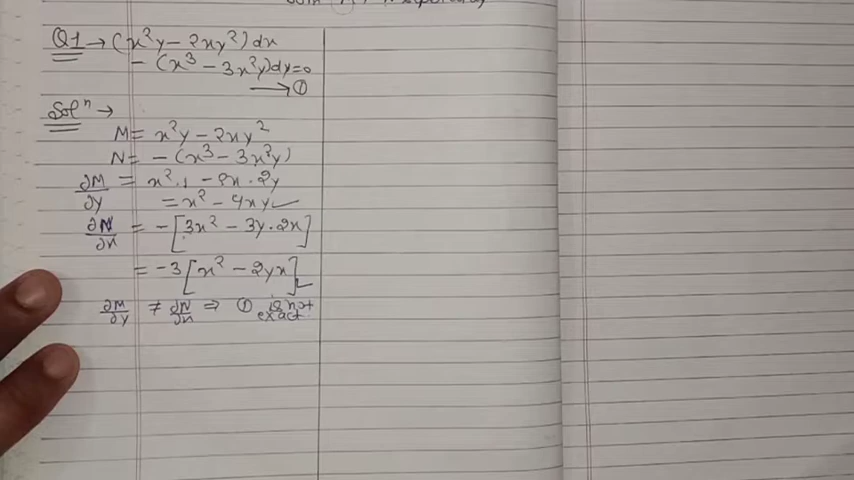 Q1 → (x²y - 2xy²) dx
- (x³ - 3x²y)dy=0
→ ①
Solⁿ →
M = x²y - 2xy²
N = - (x³ - 3x²y)
∂M/∂y = x².1 - 2x.2y
= x² - 4xy ✓
∂N/∂x = - [3x² - 3y.2x]
= -3 [x² - 2yx] ✓
∂M/∂y ≠ ∂N/∂x ⇒ ① is not
exact.